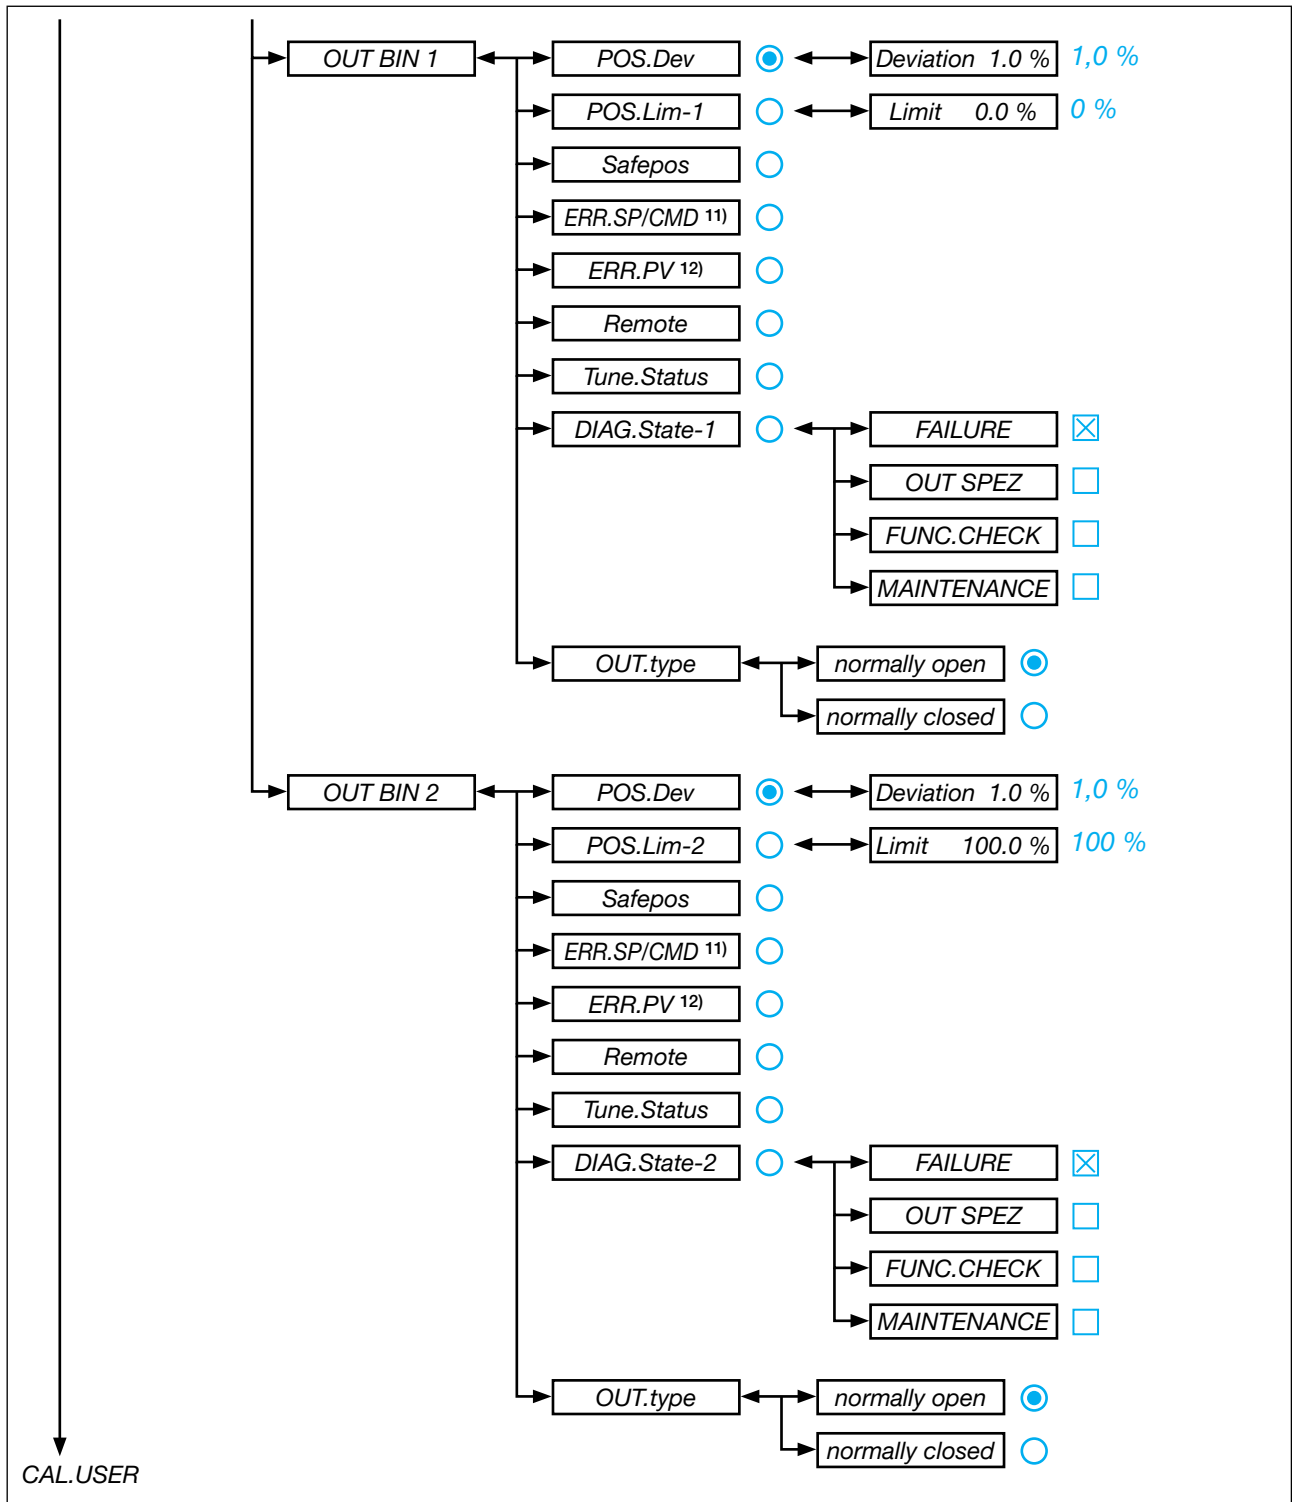 OUT BIN 1 POS.Dev Deviation 1.0 % 1,0 %
POS.Lim-1 Limit 0.0 % 0 %
Safepos
ERR.SP/CMD 11)
ERR.PV 12)
Remote
Tune.Status
DIAG.State-1 FAILURE
OUT SPEZ
FUNC.CHECK
MAINTENANCE
OUT.type normally open
normally closed
OUT BIN 2 POS.Dev Deviation 1.0 % 1,0 %
POS.Lim-2 Limit 100.0 % 100 %
Safepos
ERR.SP/CMD 11)
ERR.PV 12)
Remote
Tune.Status
DIAG.State-2 FAILURE
OUT SPEZ
FUNC.CHECK
MAINTENANCE
OUT.type normally open
normally closed
CAL.USER